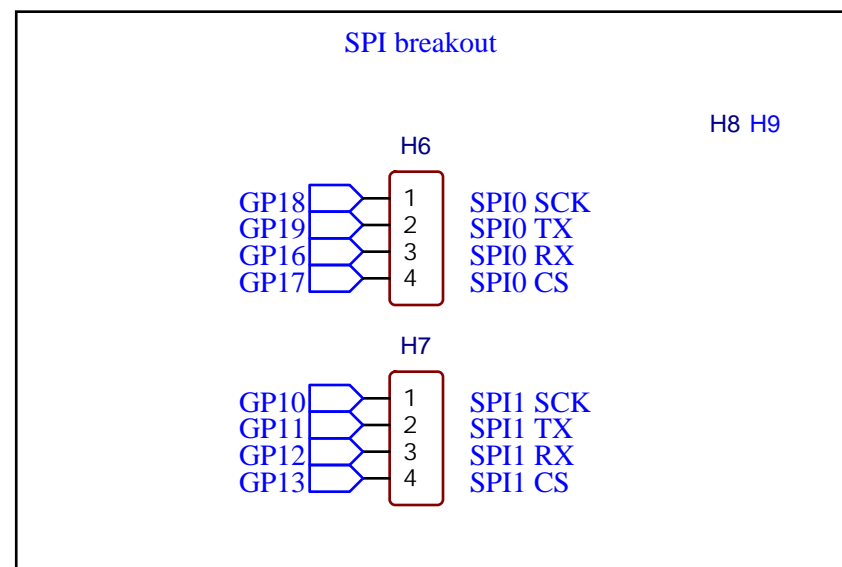 SPI breakout
H8 H9
H6
GP18 1 SPI0 SCK
GP19 2 SPI0 TX
GP16 3 SPI0 RX
GP17 4 SPI0 CS
H7
GP10 1 SPI1 SCK
GP11 2 SPI1 TX
GP12 3 SPI1 RX
GP13 4 SPI1 CS